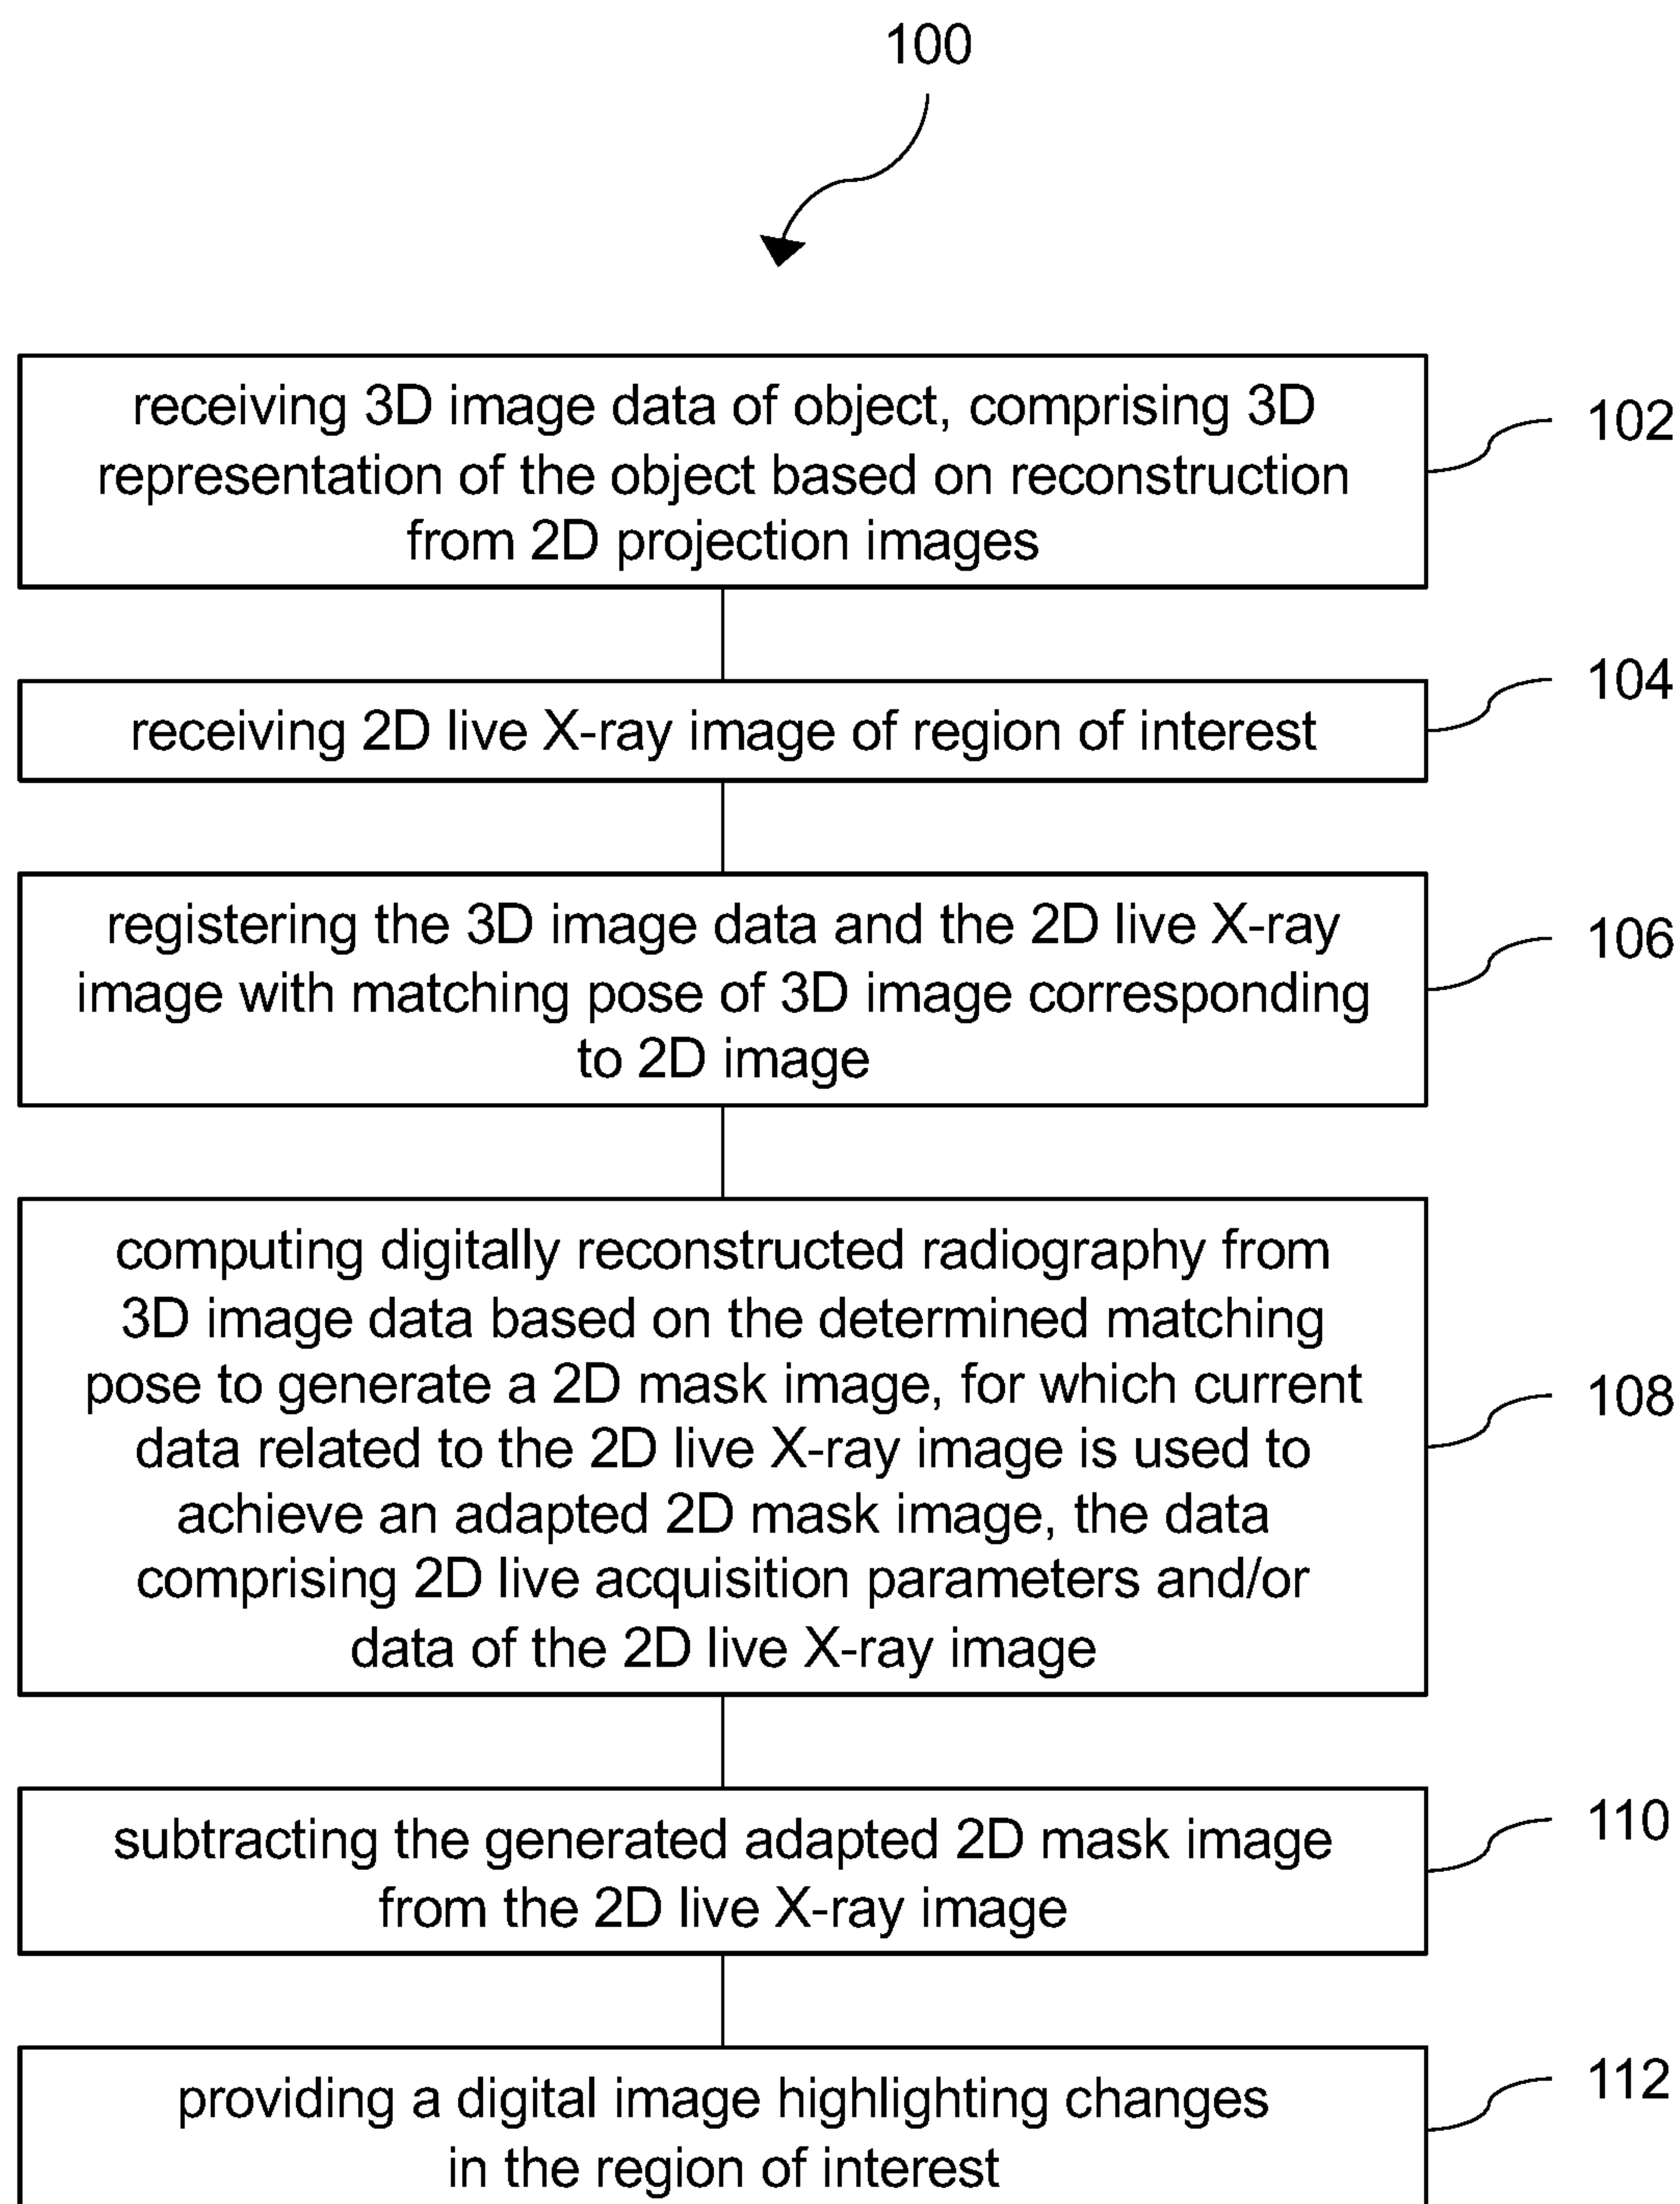 100
receiving 3D image data of object, comprising 3D
representation of the object based on reconstruction
from 2D projection images
102
receiving 2D live X-ray image of region of interest
104
registering the 3D image data and the 2D live X-ray
image with matching pose of 3D image corresponding
to 2D image
106
computing digitally reconstructed radiography from
3D image data based on the determined matching
pose to generate a 2D mask image, for which current
data related to the 2D live X-ray image is used to
achieve an adapted 2D mask image, the data
comprising 2D live acquisition parameters and/or
data of the 2D live X-ray image
108
subtracting the generated adapted 2D mask image
from the 2D live X-ray image
110
providing a digital image highlighting changes
in the region of interest
112